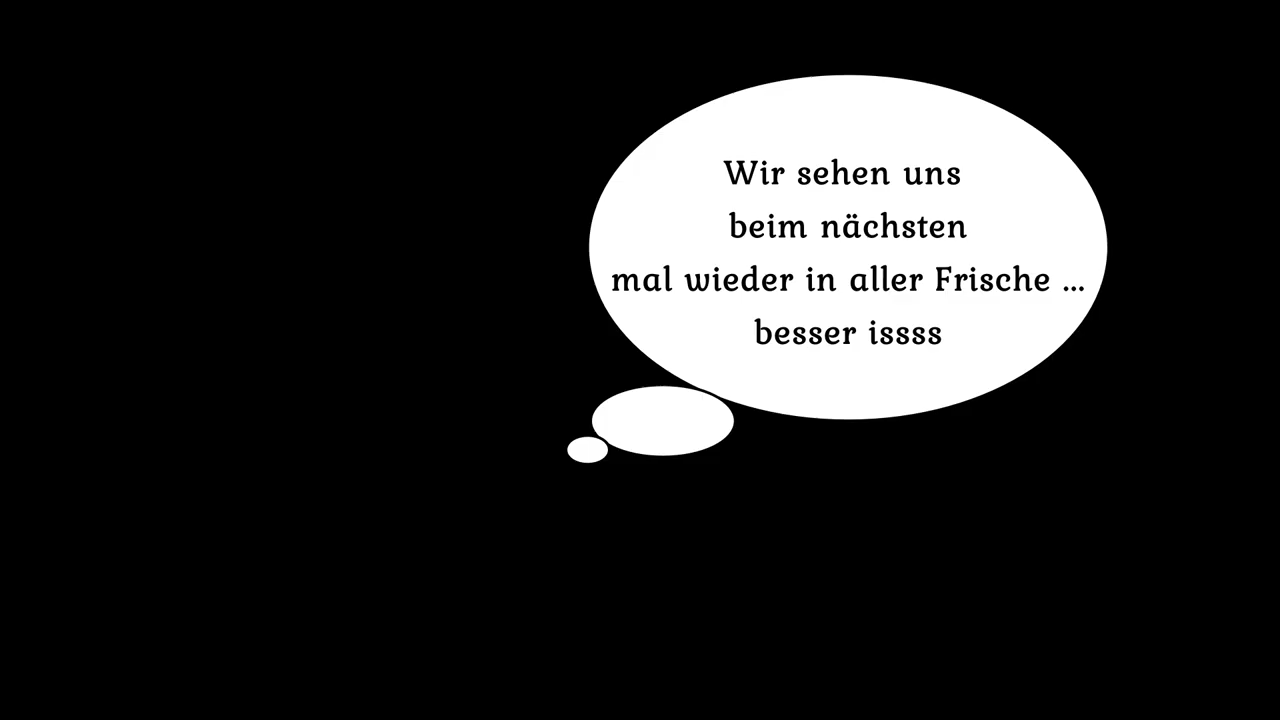 Wir sehen uns
beim nächsten
mal wieder in aller Frische ...
besser issss